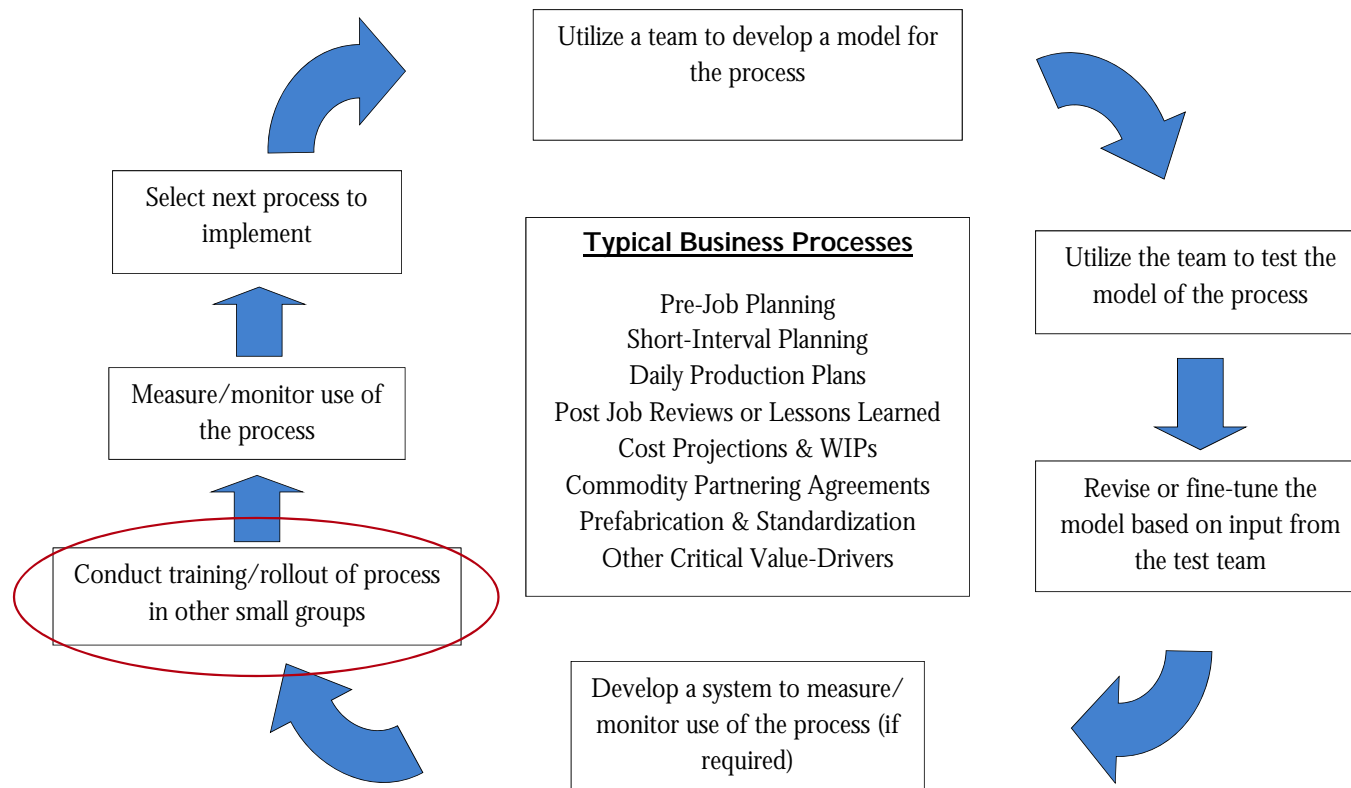 Utilize a team to develop a model for
the process
Select next process to
implement
Typical Business Processes
Pre-Job Planning
Short-Interval Planning
Daily Production Plans
Post Job Reviews or Lessons Learned
Cost Projections & WIPs
Commodity Partnering Agreements
Prefabrication & Standardization
Other Critical Value-Drivers
Utilize the team to test the
model of the process
Measure/monitor use of
the process
Revise or fine-tune the
model based on input from
the test team
Conduct training/rollout of process
in other small groups
Develop a system to measure/
monitor use of the process (if
required)